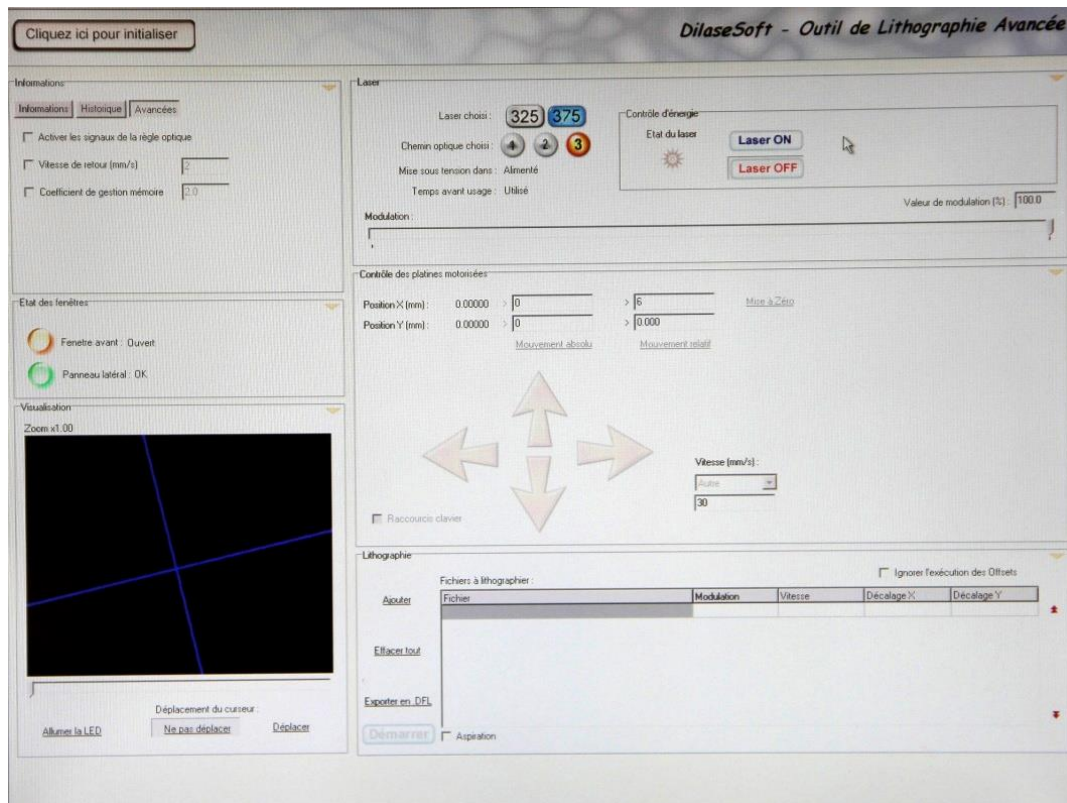 Cliquez ici pour initialiser
DilaseSoft - Outil de Lithographie Avancée
Informations
Informations Historique Avancées
Activer les signaux de la règle optique
Vitesse de retour (mm/s) 2
Coefficient de gestion mémoire 2.0
Laser
Laser choisi : 325 375
Chemin optique choisi : 1 2 3
Mise sous tension dans : Alimenté
Temps avant usage : Utilisé
Contrôle d'énergie
Etat du laser
Laser ON
Laser OFF
Valeur de modulation (%) : 100.0
Modulation :
Etat des fenêtres
Fenetre avant : Ouvert
Panneau latéral : OK
Contrôle des platines motorisées
Position X (mm) : 0.00000 > 0 > 6 Mise à Zéro
Position Y (mm) : 0.00000 > 0 > 0.000
Mouvement absolu Mouvement relatif
Vitesse (mm/s) :
Autre
30
Raccourcis clavier
Visualisation
Zoom x1.00
Déplacement du curseur :
Allumer la LED Ne pas déplacer Déplacer
Lithographie
Ignorer l'exécution des Offsets
Fichiers à lithographier :
Fichier Modulation Vitesse Décalage X Décalage Y
Ajouter
Effacer tout
Exporter en .DFL
Démarrer Aspiration